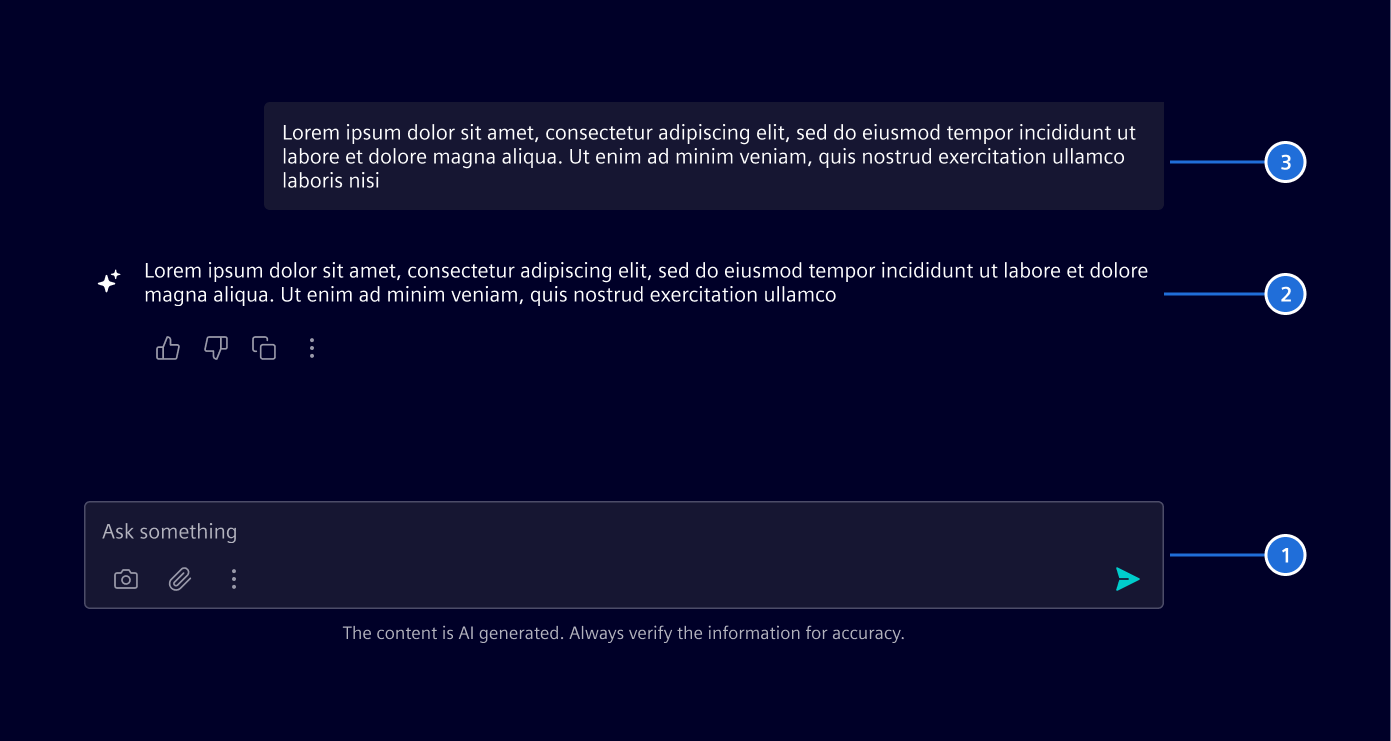 Lorem ipsum dolor sit amet, consectetur adipiscing elit, sed do eiusmod tempor incididunt ut
labore et dolore magna aliqua. Ut enim ad minim veniam, quis nostrud exercitation ullamco
laboris nisi
3
Lorem ipsum dolor sit amet, consectetur adipiscing elit, sed do eiusmod tempor incididunt ut labore et dolore
magna aliqua. Ut enim ad minim veniam, quis nostrud exercitation ullamco
2
Ask something
1
The content is AI generated. Always verify the information for accuracy.